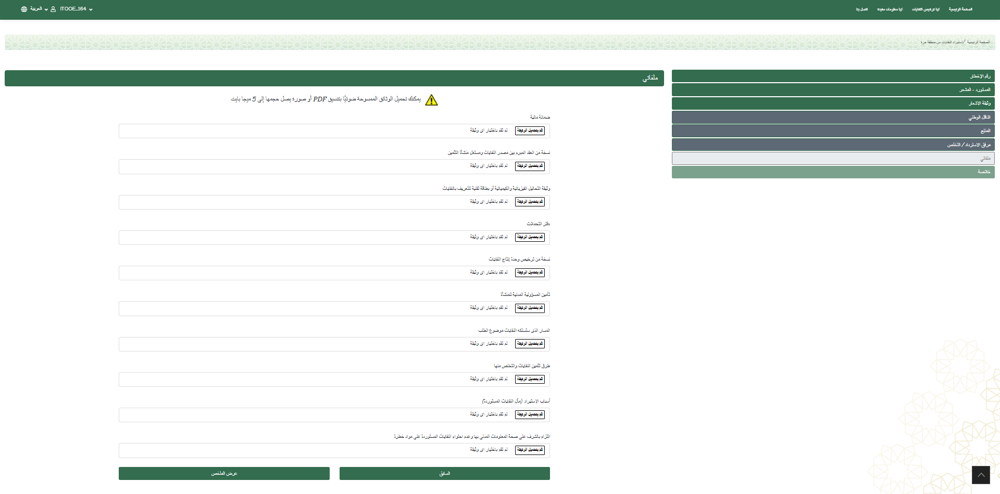 الصفحة الرئيسية
ترخيص النفايات
معلومات مفيدة
اتصل بنا
ITOOE_164
العربية
الصفحة الرئيسية / استيراد النفايات من منطقة حرة
رقم الإخطار
المستورد - المشعر
وثيقة الاشعار
الناقل الوطني
المنتج
مرفق الاسترداد/ التخلص
ملفاتي
خلاصة
ملفاتي
يمكنك تحميل الوثائق الممسوحة ضوئيًا بتنسيق PDF أو صورة يصل حجمها إلى 5 ميجا بايت
ضمانة مالية
قم بتحميل الوثيقة لم تقم باختيار اى وثيقة
نسخة من العقد المبرم بين مصدر النفايات ومستغل منشأة التثمين
قم بتحميل الوثيقة لم تقم باختيار اى وثيقة
وثيقة التحاليل الفيزيائية والكيميائية أو بطاقة تقنية للتعريف بالنفايات
قم بتحميل الوثيقة لم تقم باختيار اى وثيقة
دفتر التحملات
قم بتحميل الوثيقة لم تقم باختيار اى وثيقة
نسخة من ترخيص وحدة إنتاج النفايات
قم بتحميل الوثيقة لم تقم باختيار اى وثيقة
تأمين المسؤولية المدنية للمنشأة
قم بتحميل الوثيقة لم تقم باختيار اى وثيقة
المسار الذى ستسلكه النفايات موضوع الطلب
قم بتحميل الوثيقة لم تقم باختيار اى وثيقة
طرق تثمين النفايات والتخلص منها
قم بتحميل الوثيقة لم تقم باختيار اى وثيقة
أسباب الاستيراد (مآل النفايات المستوردة)
قم بتحميل الوثيقة لم تقم باختيار اى وثيقة
التزام بالشرف على صحة المعلومات المدلى بها وعدم احتواء النفايات المستوردة على مواد خطرة
قم بتحميل الوثيقة لم تقم باختيار اى وثيقة
السابق
عرض الملخص